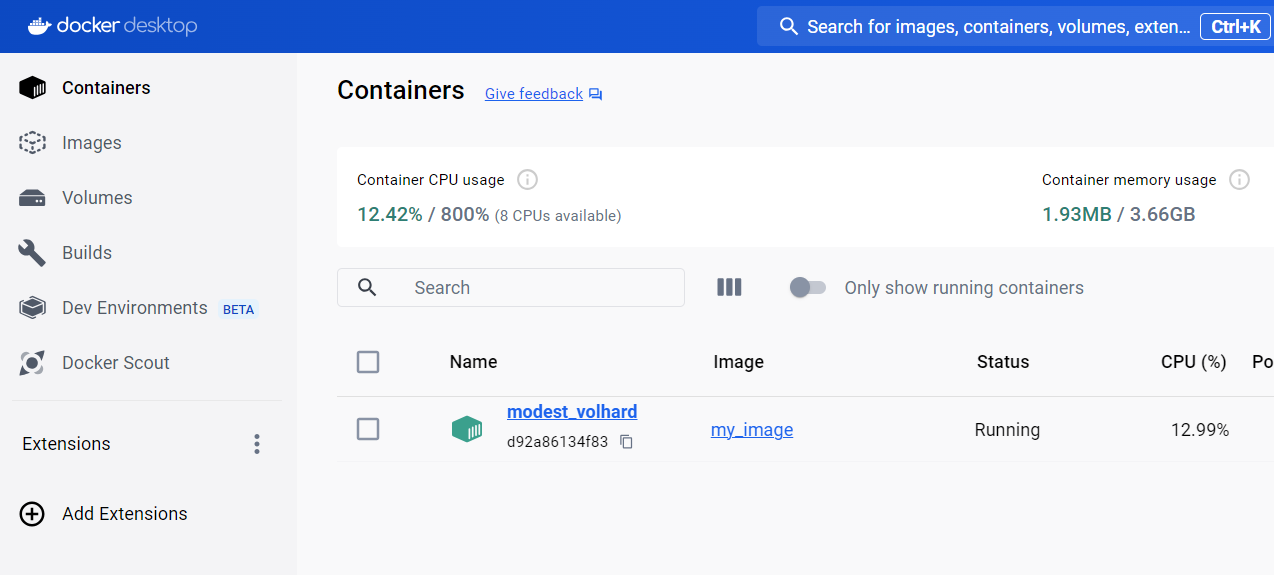 docker desktop
Search for images, containers, volumes, exten... Ctrl+K
Containers
Images
Volumes
Builds
Dev Environments BETA
Docker Scout
Extensions
Add Extensions
Containers Give feedback
Container CPU usage
12.42% / 800% (8 CPUs available)
Container memory usage
1.93MB / 3.66GB
Search
Only show running containers
Name Image Status CPU (%) Po
modest_volhard
d92a86134f83
my_image Running 12.99%